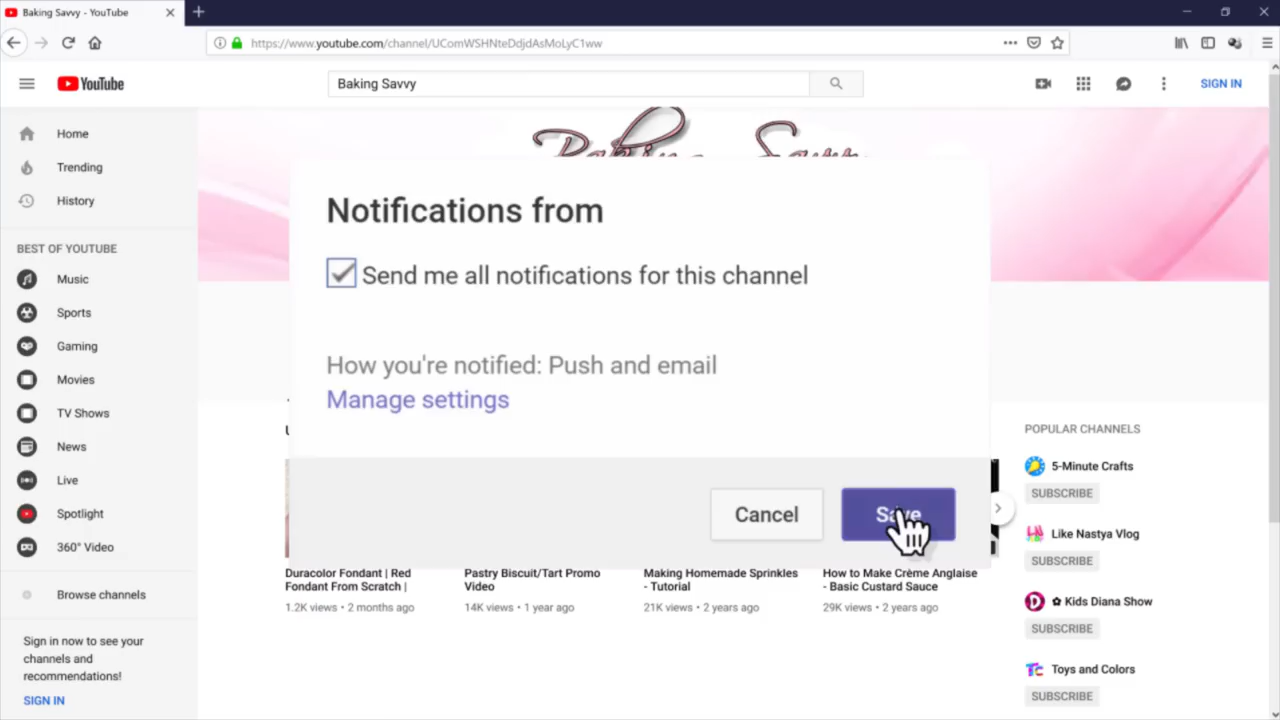 Baking Savvy - YouTube
https://www.youtube.com/channel/UComWSHNteDdjdAsMoLyC1ww
YouTube
Baking Savvy
SIGN IN
Home
Trending
History
BEST OF YOUTUBE
Music
Sports
Gaming
Movies
TV Shows
News
Live
Spotlight
360° Video
Browse channels
Sign in now to see your
channels and
recommendations!
SIGN IN
Baking Savvy
Notifications from
Send me all notifications for this channel
How you're notified: Push and email
Manage settings
Cancel
Save
Duracolor Fondant | Red
Fondant From Scratch |
1.2K views • 2 months ago
Pastry Biscuit/Tart Promo
Video
14K views • 1 year ago
Making Homemade Sprinkles
- Tutorial
21K views • 2 years ago
How to Make Crème Anglaise
- Basic Custard Sauce
29K views • 2 years ago
POPULAR CHANNELS
5-Minute Crafts
SUBSCRIBE
Like Nastya Vlog
SUBSCRIBE
✿ Kids Diana Show
SUBSCRIBE
Toys and Colors
SUBSCRIBE